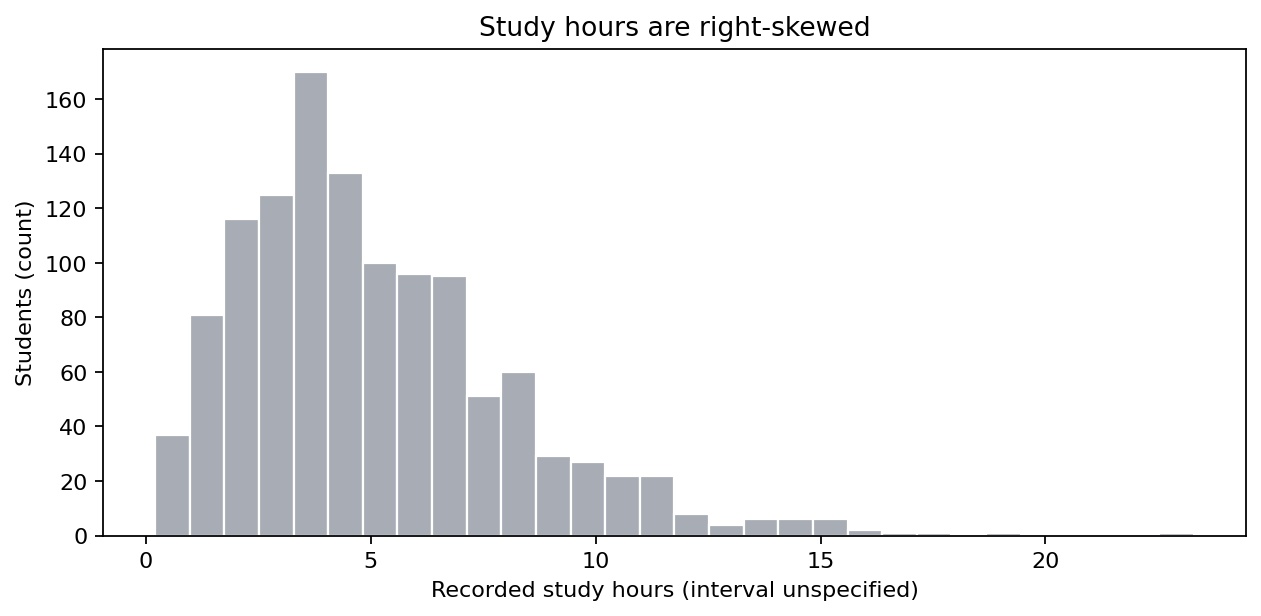 Study hours are right-skewed
Students (count)
160
140
120
100
80
60
40
20
0
0 5 10 15 20
Recorded study hours (interval unspecified)